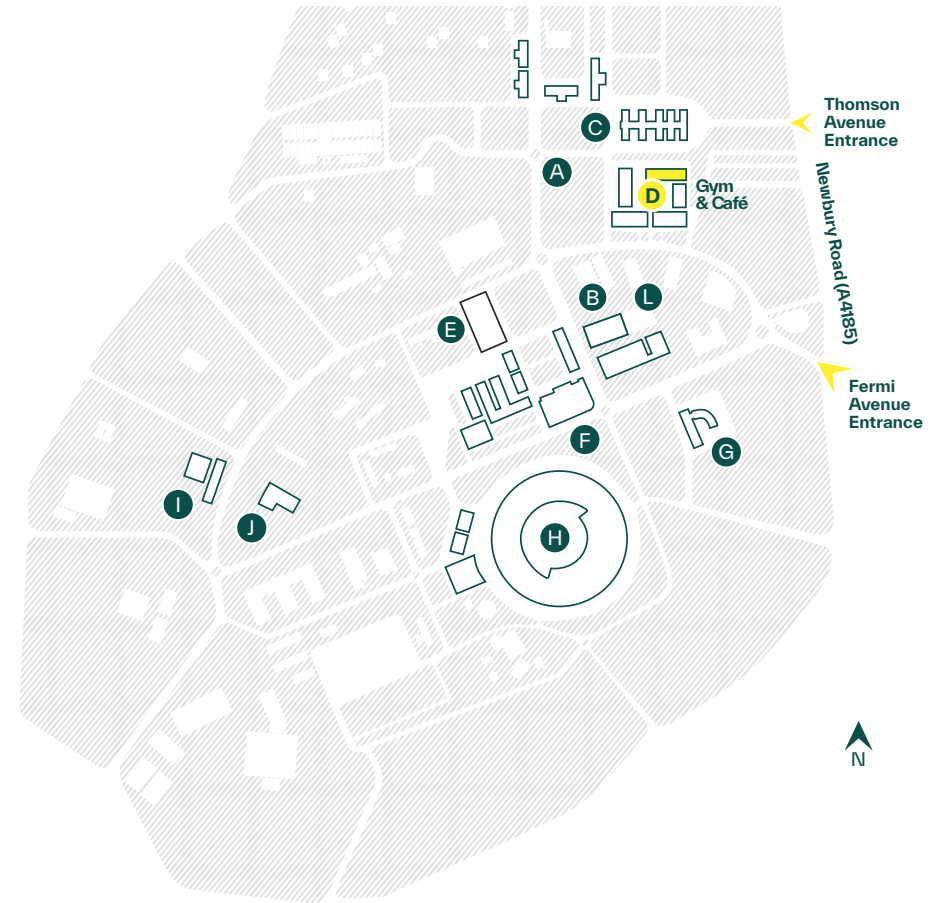 Thomson
Avenue
Entrance
C
A
Newbury Road (A4185)
Gym
& Café
D
B
L
E
Fermi
Avenue
Entrance
F
G
I
J
H
N